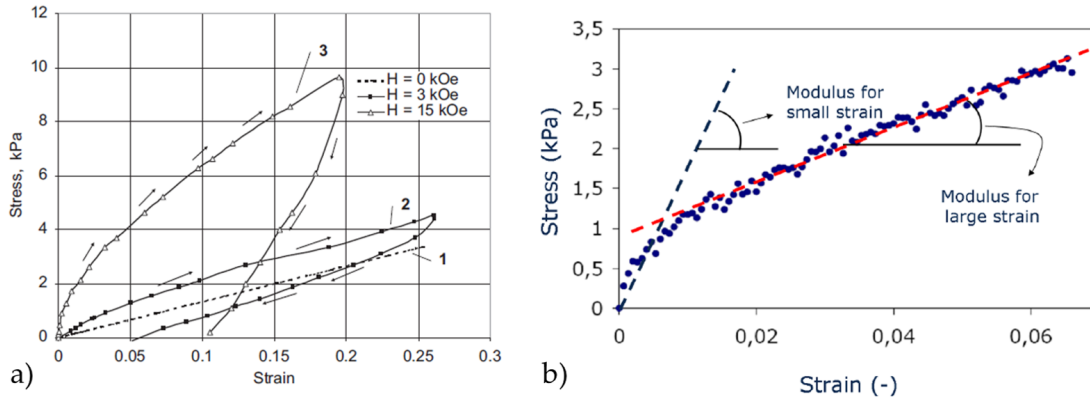 12
10
8
6
4
2
0
0
0.05
0.1
0.15
0.2
0.25
0.3
Stress, kPa
Strain
3
H = 0 kOe
H = 3 kOe
H = 15 kOe
2
1
a)
3,5
3
2,5
2
1,5
1
0,5
0
0
0,02
0,04
0,06
Stress (kPa)
Strain (-)
Modulus for
small strain
Modulus for
large strain
b)